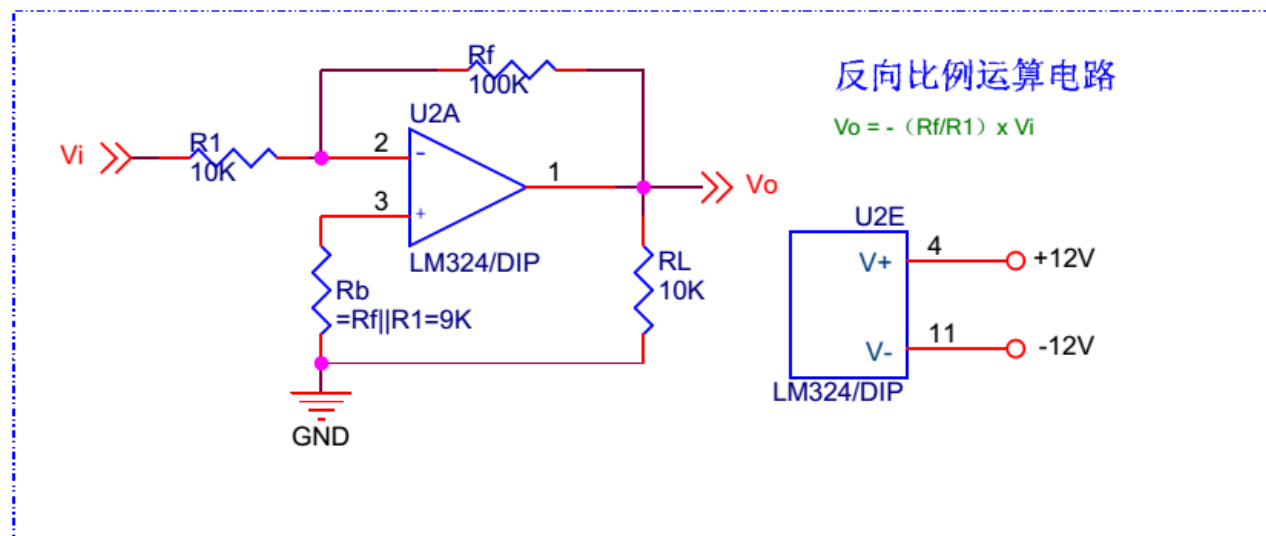 Rf
100K
反向比例运算电路
U2A
Vo = -（Rf/R1）x Vi
Vi
R1
10K
2
-
1
Vo
3
+
U2E
LM324/DIP
4
V+
+12V
RL
10K
Rb
=Rf||R1=9K
11
V-
-12V
LM324/DIP
GND